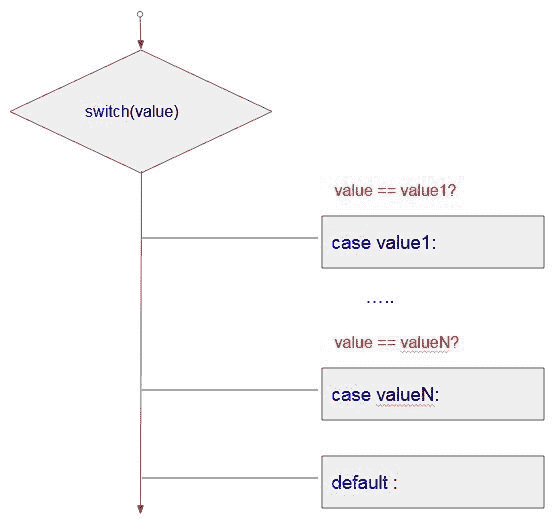 switch(value)
value == value1?
case value1:
.....
value == valueN?
case valueN:
default :